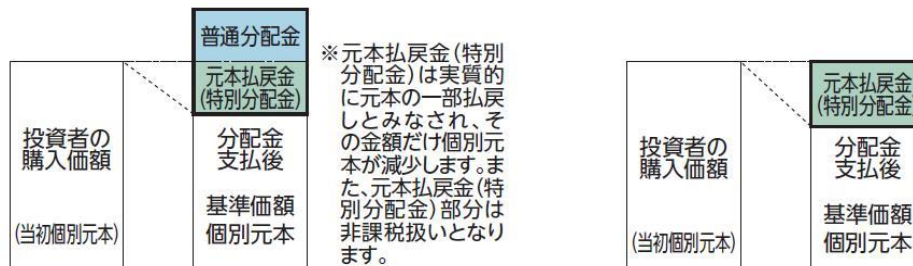 普通分配金
元本払戻金
(特別分配金)
投資者の
購入価額
(当初個別元本)
分配金
支払後
基準価額
個別元本
※元本払戻金(特別
分配金)は実質的
に元本の一部払戻
しとみなされ、そ
の金額だけ個別元
本が減少します。ま
た、元本払戻金(特
別分配金)部分は
非課税扱いとなり
ます。
投資者の
購入価額
(当初個別元本)
元本払戻金
(特別分配金
分配金
支払後
基準価額
個別元本